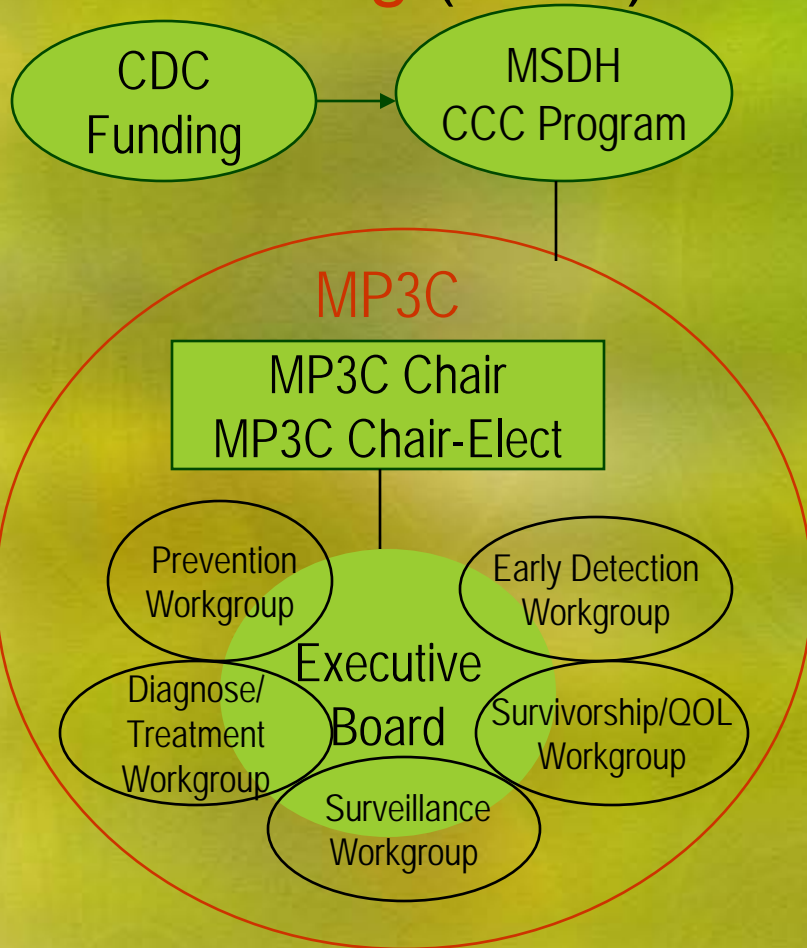 CDC
Funding
MSDH
CCC Program
MP3C
MP3C Chair
MP3C Chair-Elect
Prevention
Workgroup
Early Detection
Workgroup
Executive
Board
Diagnose/
Treatment
Workgroup
Survivorship/QOL
Workgroup
Surveillance
Workgroup